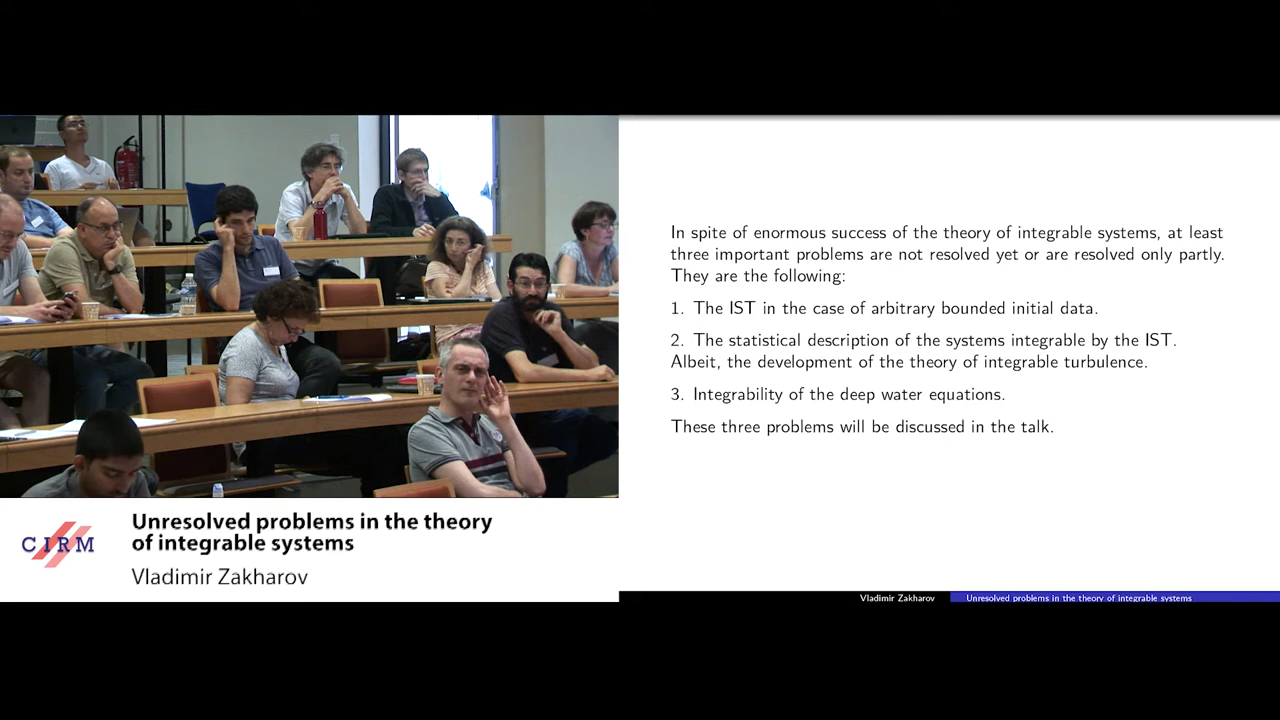 In spite of enormous success of the theory of integrable systems, at least
three important problems are not resolved yet or are resolved only partly.
They are the following:
1. The IST in the case of arbitrary bounded initial data.
2. The statistical description of the systems integrable by the IST.
Albeit, the development of the theory of integrable turbulence.
3. Integrability of the deep water equations.
These three problems will be discussed in the talk.
CIRM
Unresolved problems in the theory
of integrable systems
Vladimir Zakharov
Vladimir Zakharov
Unresolved problems in the theory of integrable systems